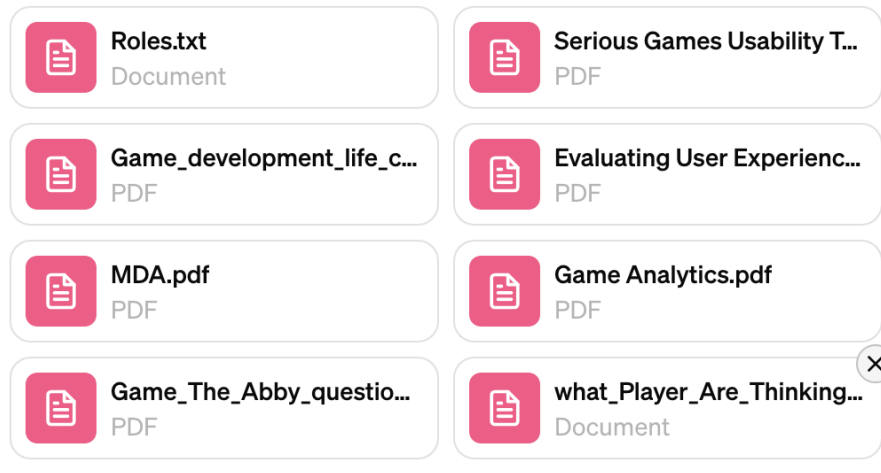 Roles.txt
Document
Serious Games Usability T...
PDF
Game_development_life_c...
PDF
Evaluating User Experienc...
PDF
MDA.pdf
PDF
Game Analytics.pdf
PDF
Game_The_Abby_questio...
PDF
what_Player_Are_Thinking...
Document